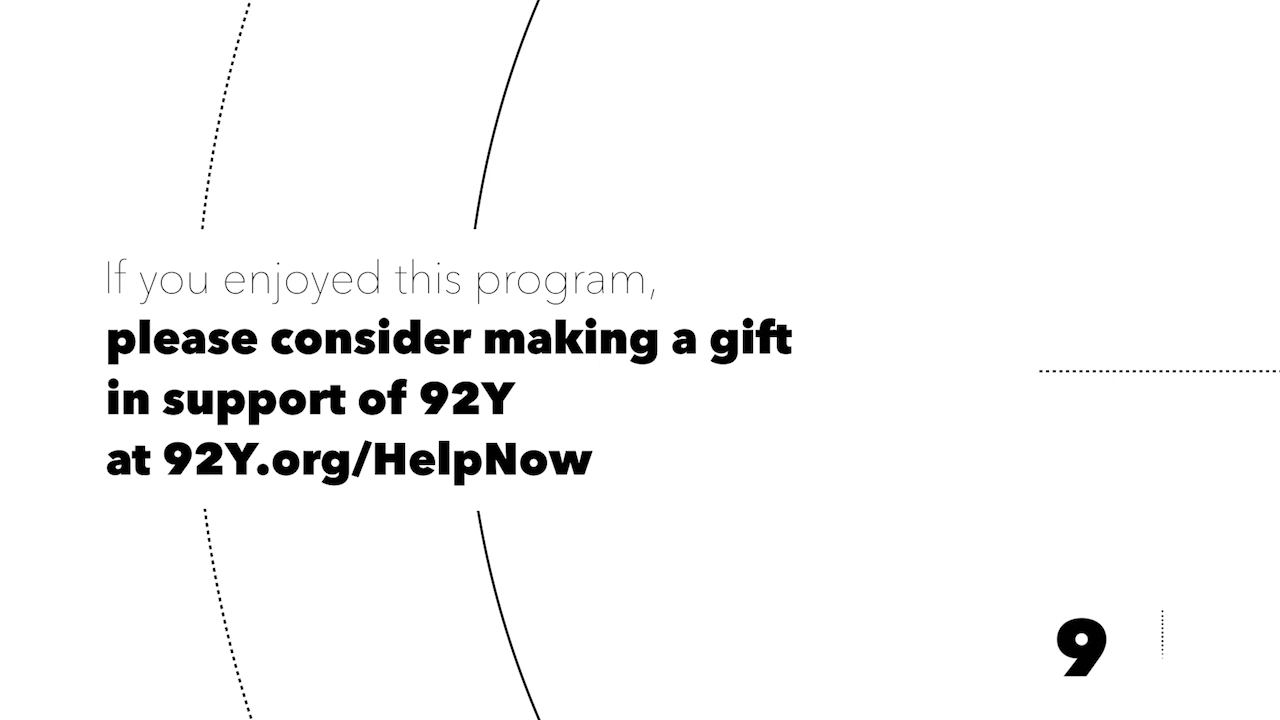 If you enjoyed this program,
please consider making a gift
in support of 92Y
at 92Y.org/HelpNow
9